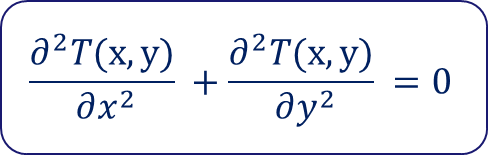 ∂²T(x,y)/∂x² + ∂²T(x,y)/∂y² = 0